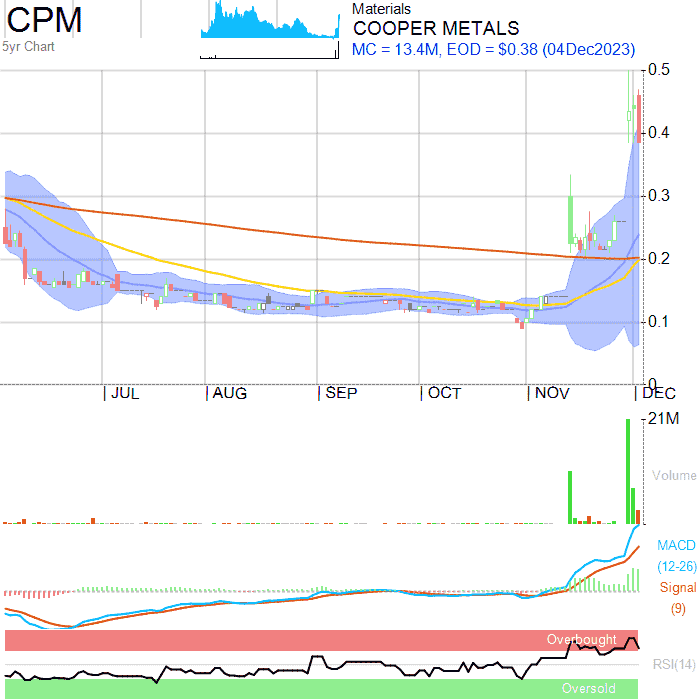 CPM
5yr Chart
Materials
COOPER METALS
MC = 13.4M, EOD = $0.38 (04Dec2023)
0.5
0.4
0.3
0.2
0.1
0
JUL AUG SEP OCT NOV DEC
21M
Volume
MACD
(12-26)
Signal
(9)
Overbought
RSI(14)
Oversold